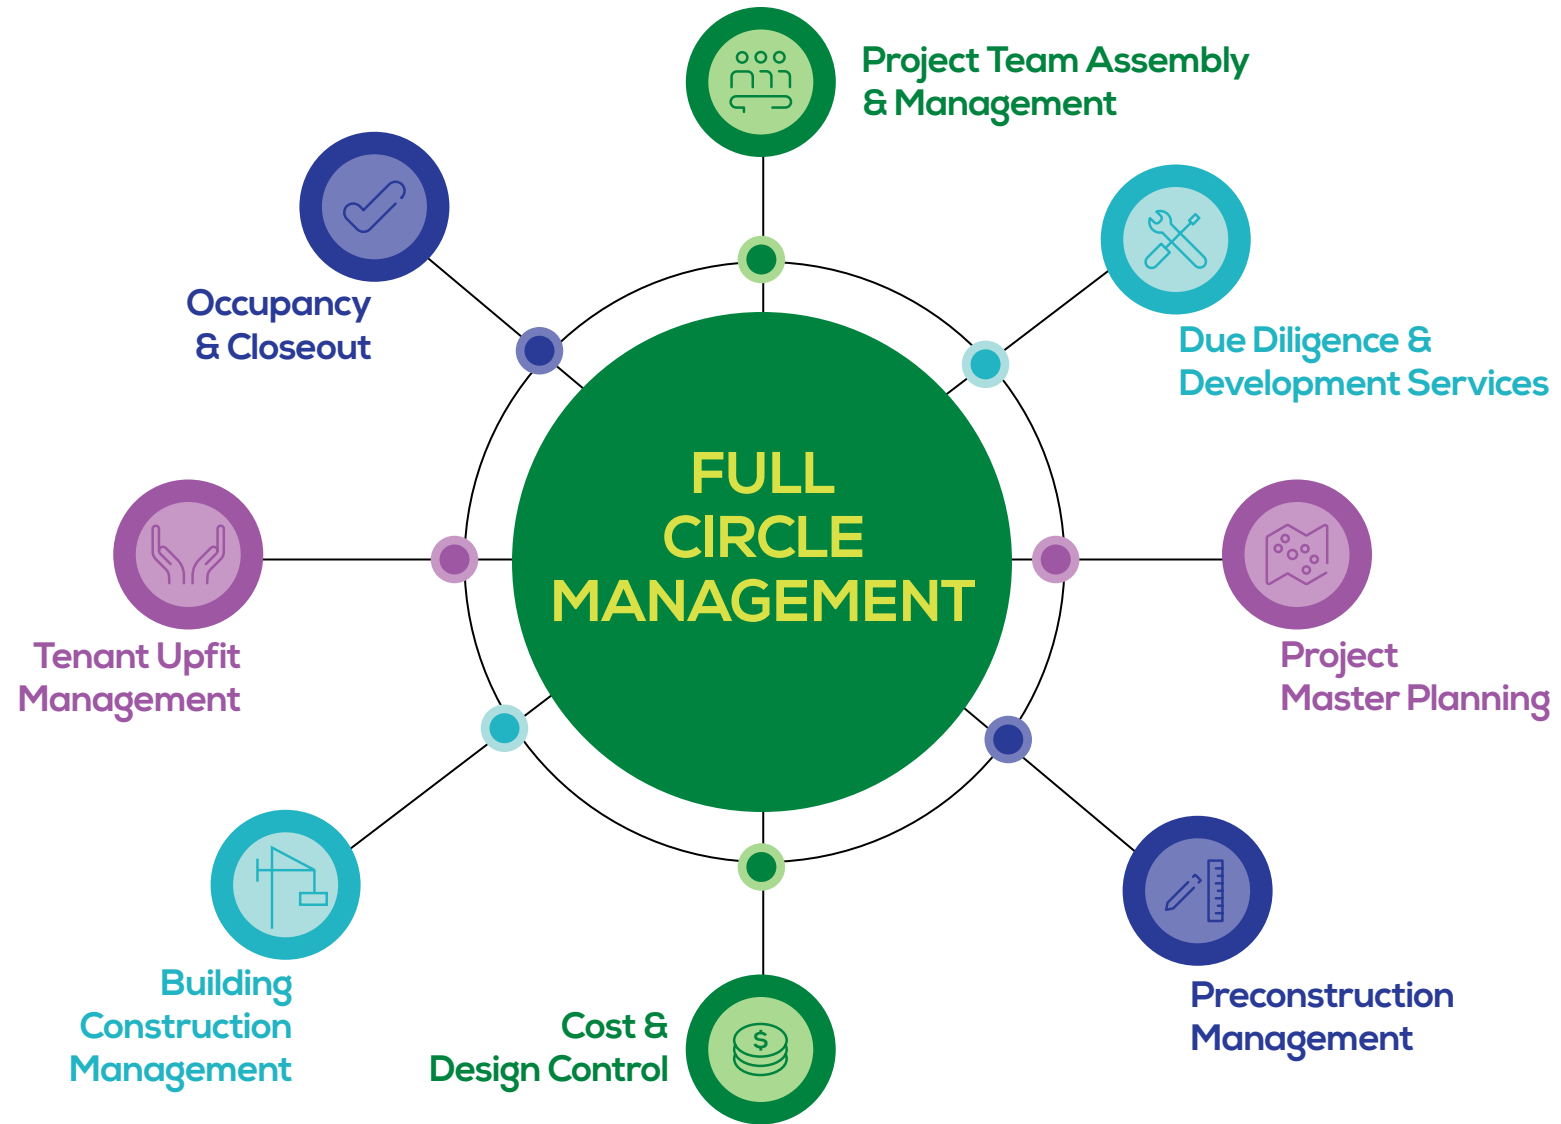 Project Team Assembly
& Management
Due Diligence &
Development Services
Project
Master Planning
Preconstruction
Management
Cost &
Design Control
Building
Construction
Management
Tenant Upfit
Management
Occupancy
& Closeout
FULL
CIRCLE
MANAGEMENT
$